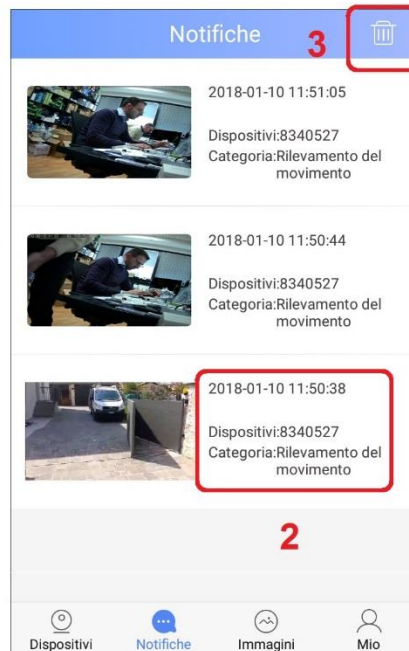 Notifiche
3
2018-01-10 11:51:05
Dispositivi:8340527
Categoria:Rilevamento del
movimento
2018-01-10 11:50:44
Dispositivi:8340527
Categoria:Rilevamento del
movimento
2018-01-10 11:50:38
Dispositivi:8340527
Categoria:Rilevamento del
movimento
2
Dispositivi Notifiche Immagini Mio